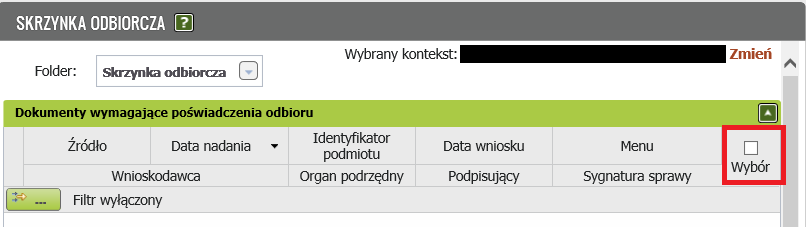 SKRZYNKA ODBIORCZA ?
Wybrany kontekst: Zmień
Folder: Skrzynka odbiorcza
Dokumenty wymagające poświadczenia odbioru
Źródło Data nadania Identyfikator podmiotu Data wniosku Menu Wybór
Wnioskodawca Organ podrzędny Podpisujący Sygnatura sprawy
... Filtr wyłączony